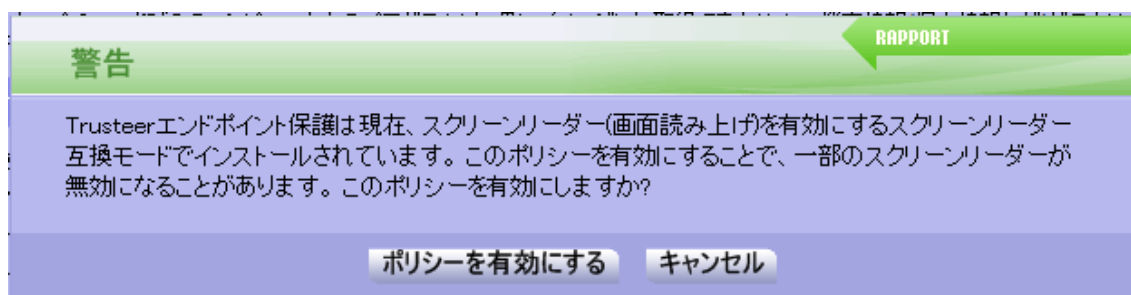 RAPPORT
警告
Trusteerエンドポイント保護は現在、スクリーンリーダー(画面読み上げ)を有効にするスクリーンリーダー
互換モードでインストールされています。このポリシーを有効にすることで、一部のスクリーンリーダーが
無効になることがあります。このポリシーを有効にしますか?
ポリシーを有効にする キャンセル